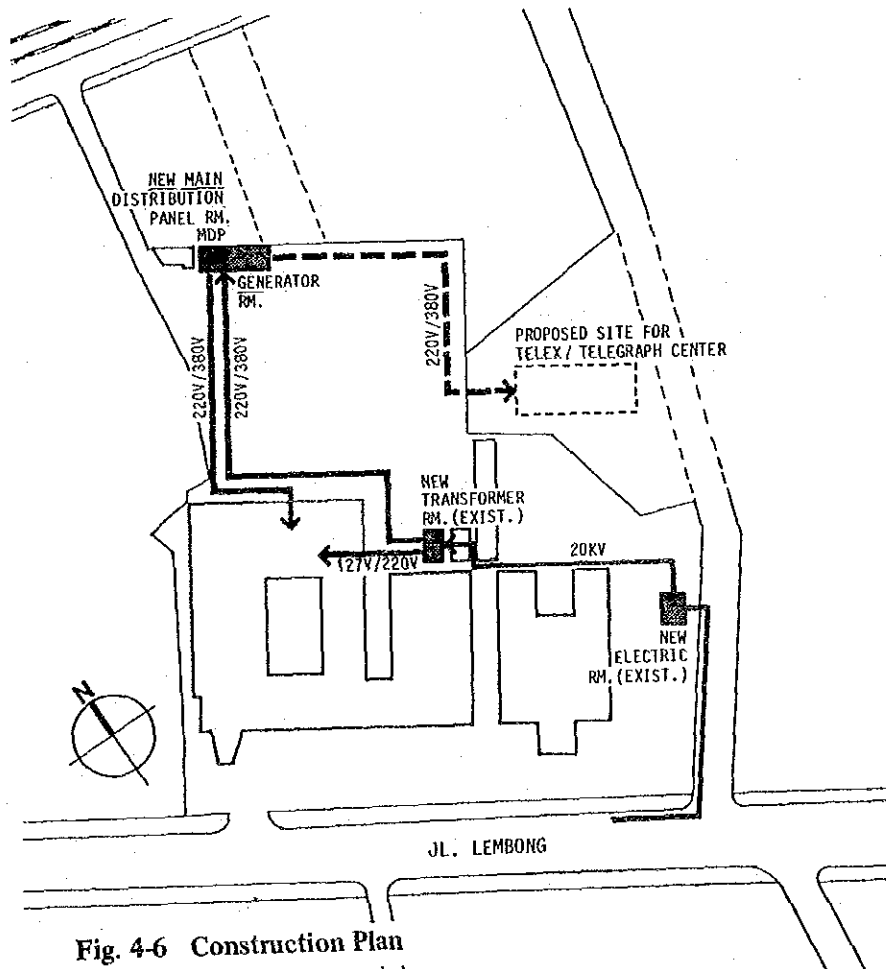 NEW MAIN
DISTRIBUTION
PANEL RM.
MDP
GENERATOR
RM.
220V/380V
220V/380V
220V/380V
PROPOSED SITE FOR
TELEX/ TELEGRAPH CENTER
NEW
TRANSFORMER
RM.(EXIST.)
127V/220V
20KV
NEW
ELECTRIC
RM.(EXIST.)
N
JL. LEMBONG
Fig. 4-6 Construction Plan